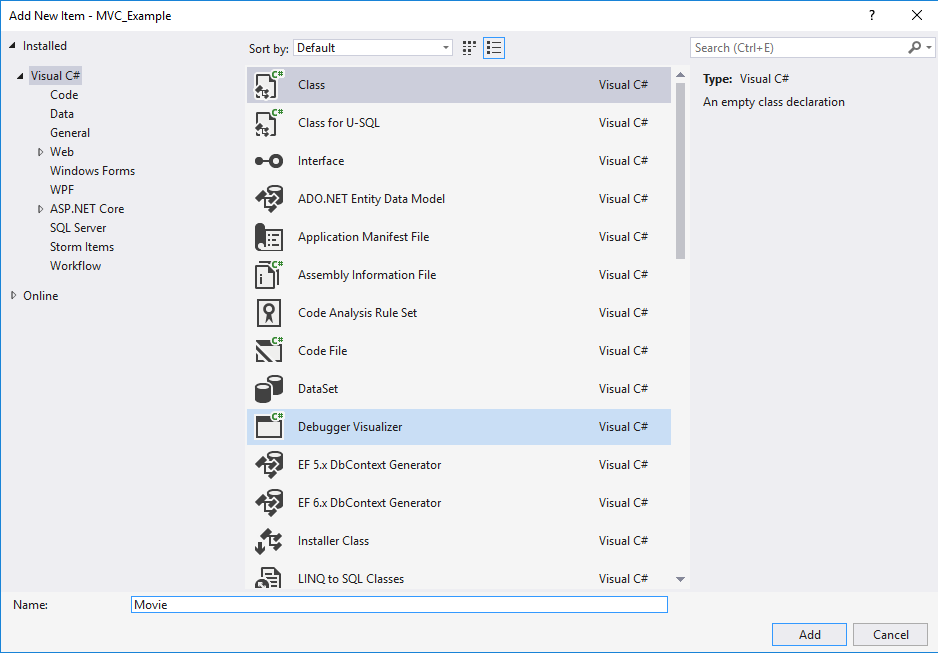 Add New Item - MVC_Example
?
Installed
Visual C#
Code
Data
General
Web
Windows Forms
WPF
ASP.NET Core
SQL Server
Storm Items
Workflow
Online
Sort by: Default
C# Class Visual C#
C# Class for U-SQL Visual C#
Interface Visual C#
ADO.NET Entity Data Model Visual C#
Application Manifest File Visual C#
C# Assembly Information File Visual C#
Code Analysis Rule Set Visual C#
C# Code File Visual C#
DataSet Visual C#
C# Debugger Visualizer Visual C#
EF 5.x DbContext Generator Visual C#
EF 6.x DbContext Generator Visual C#
Installer Class Visual C#
LINQ to SQL Classes Visual C#
Search (Ctrl+E)
Type: Visual C#
An empty class declaration
Name: Movie
Add
Cancel